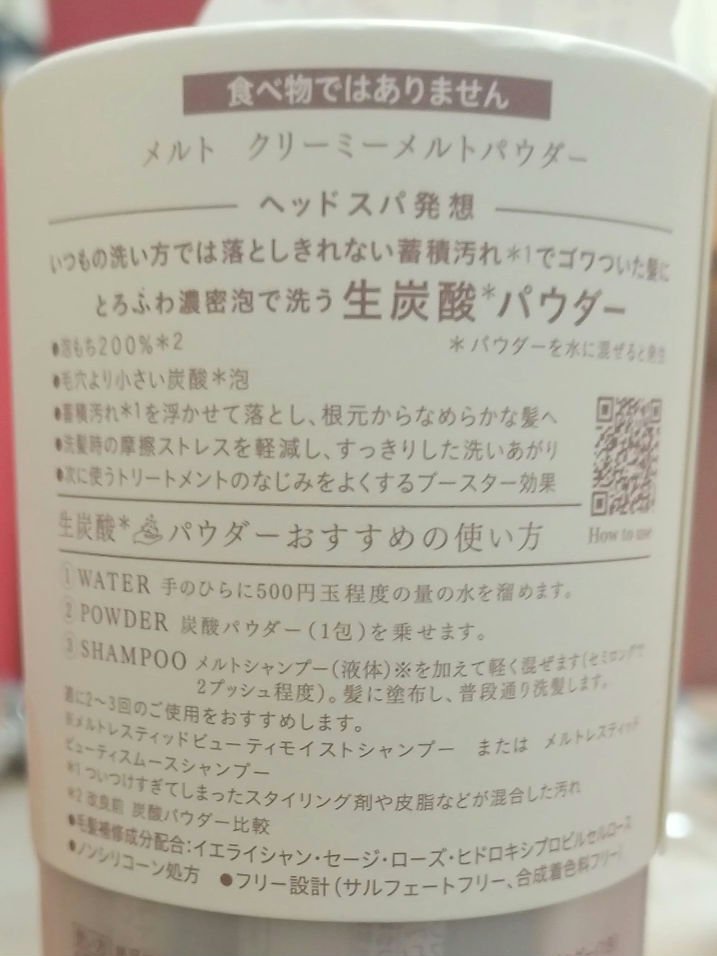 食べ物ではありません
メルト クリーミーメルトパウダー
ヘッドスパ発想
いつもの洗い方では落としきれない蓄積汚れ*1でゴワついた髪に
とろふわ濃密泡で洗う 生炭酸*パウダー
●泡もち200%*2
*パウダーを水に混ぜると発生
●毛穴より小さい炭酸*泡
●蓄積汚れ*1を浮かせて落とし、根元からなめらかな髪へ
●洗髪時の摩擦ストレスを軽減し、すっきりした洗いあがり
●次に使うトリートメントのなじみをよくするブースター効果
How to use
生炭酸*パウダーおすすめの使い方
①WATER 手のひらに500円玉程度の量の水を溜めます。
②POWDER 炭酸パウダー(1包)を乗せます。
③SHAMPOO メルトシャンプー(液体)※を加えて軽く混ぜます(セミロングで
2プッシュ程度)。髪に塗布し、普段通り洗髪します。
週に2〜3回のご使用をおすすめします。
※メルトレスティッドビューティモイストシャンプー または メルトレスティッド
ビューティスムースシャンプー
*1 ついつけすぎてしまったスタイリング剤や皮脂などが混合した汚れ
*2 改良前 炭酸パウダー比較
●毛髪補修成分配合:イエライシャン・セージ・ローズ・ヒドロキシプロピルセルロース
●ノンシリコーン処方 ●フリー設計(サルフェートフリー、合成着色料フリー)